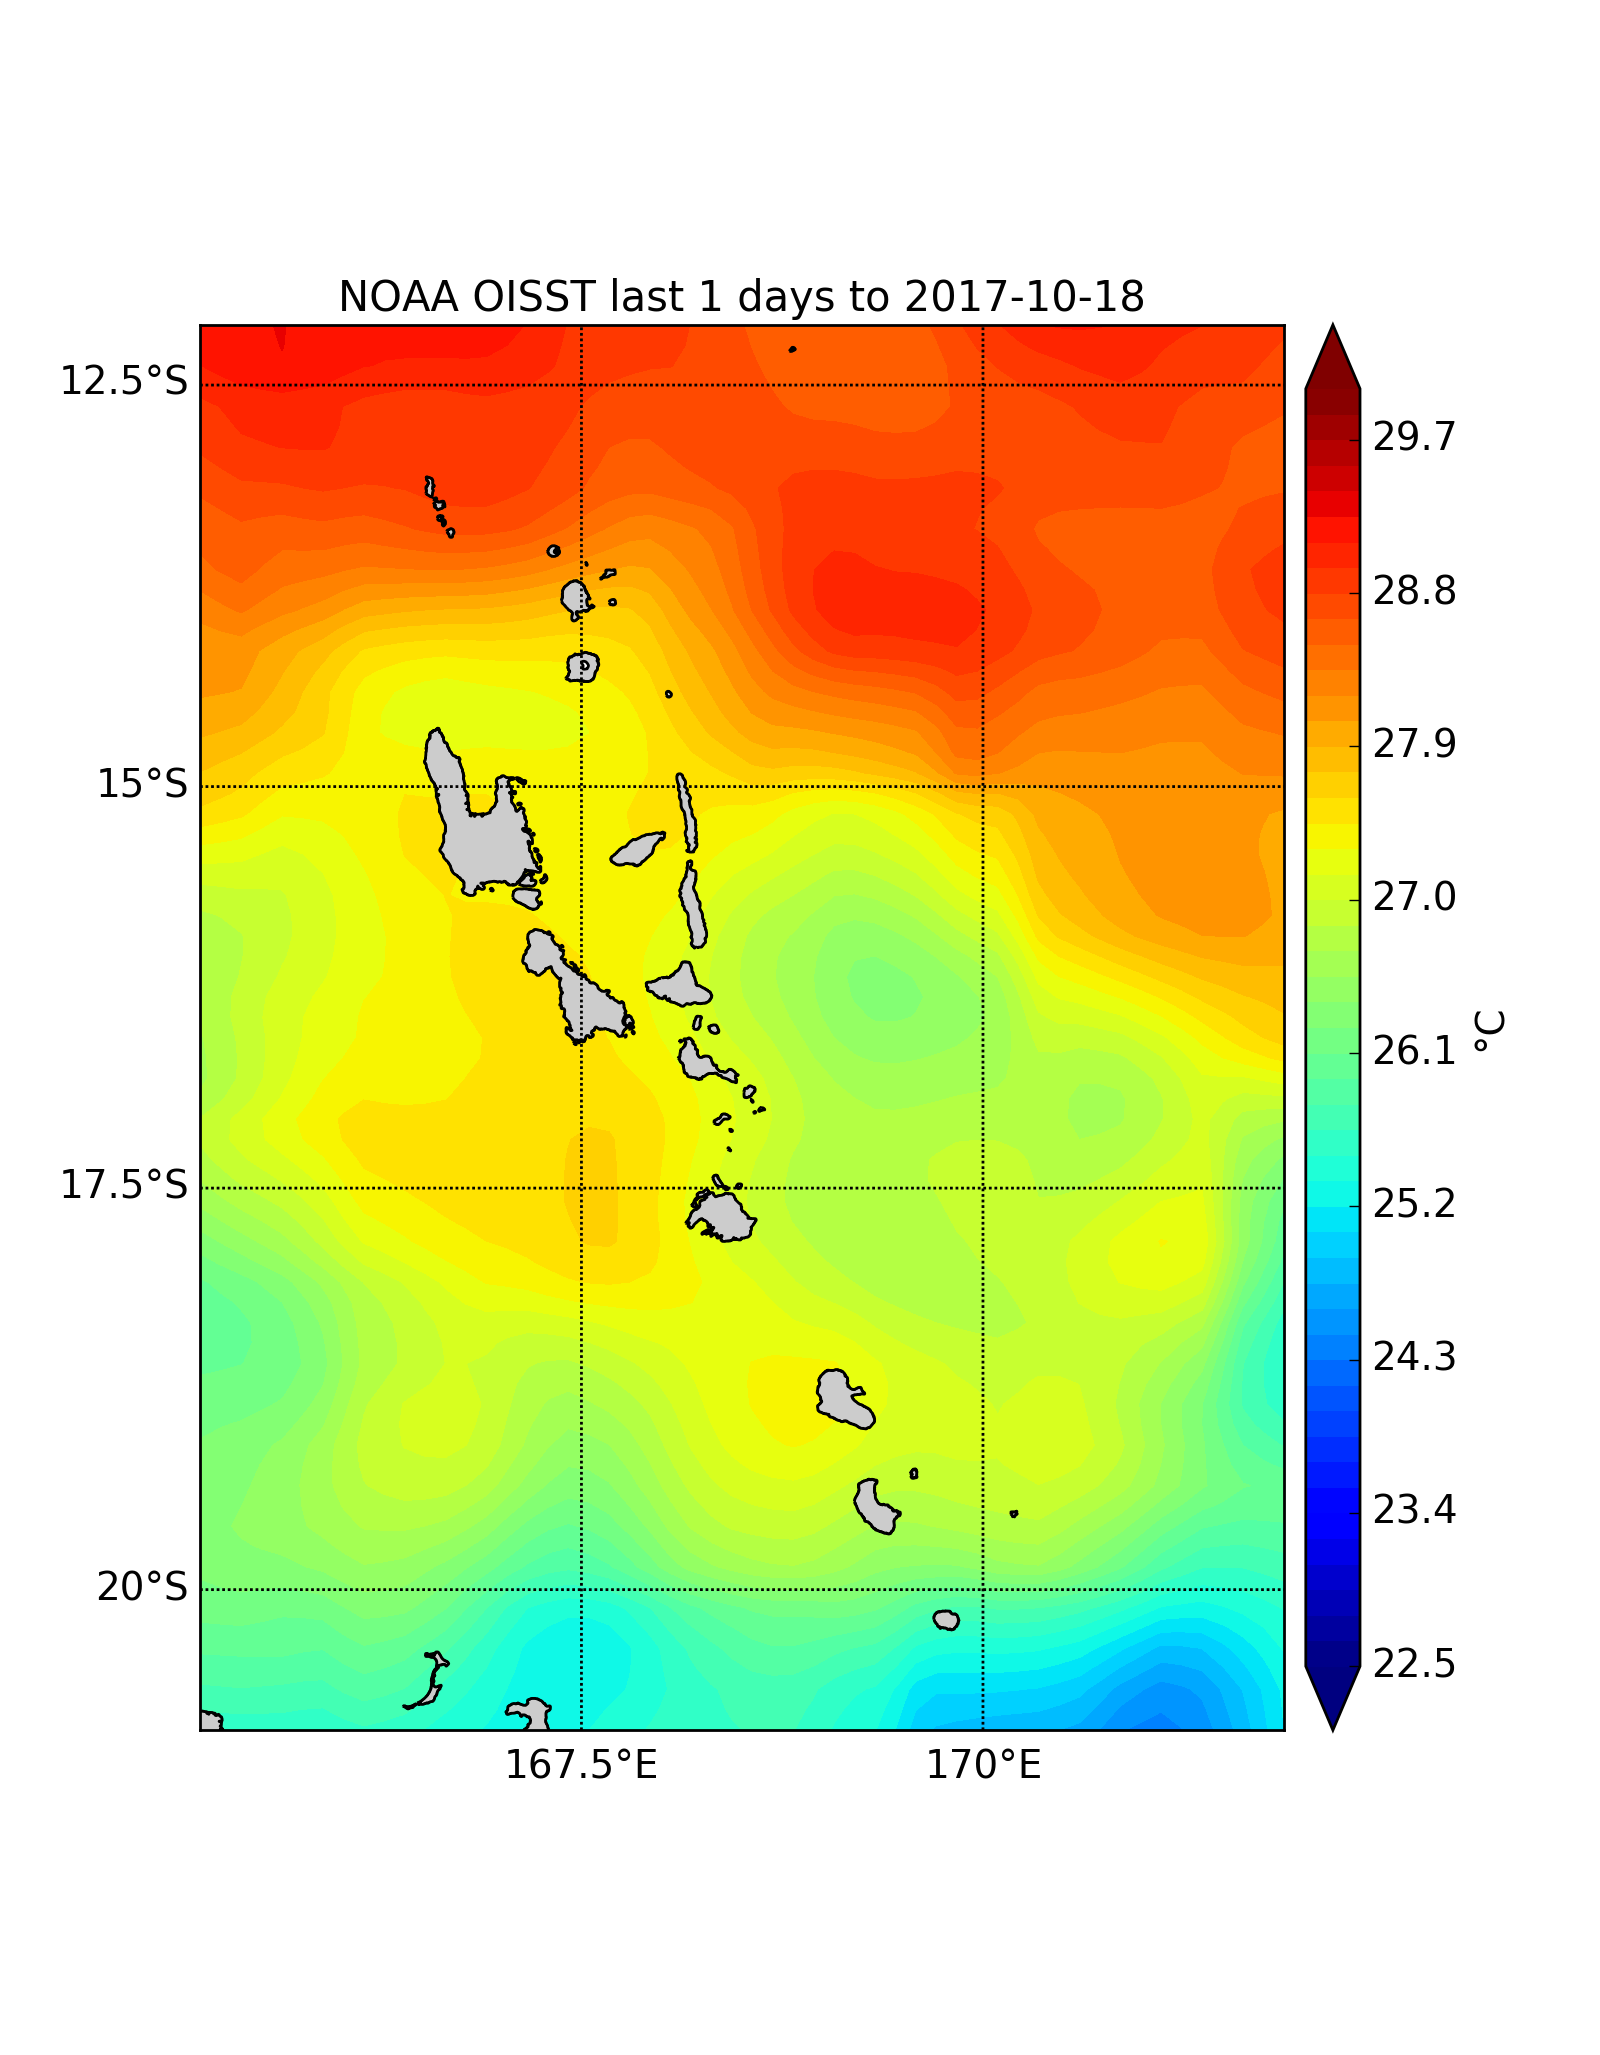 NOAA OISST last 1 days to 2017-10-18
12.5°S
15°S
17.5°S
20°S
167.5°E
170°E
29.7
28.8
27.9
27.0
26.1
25.2
24.3
23.4
22.5
°C